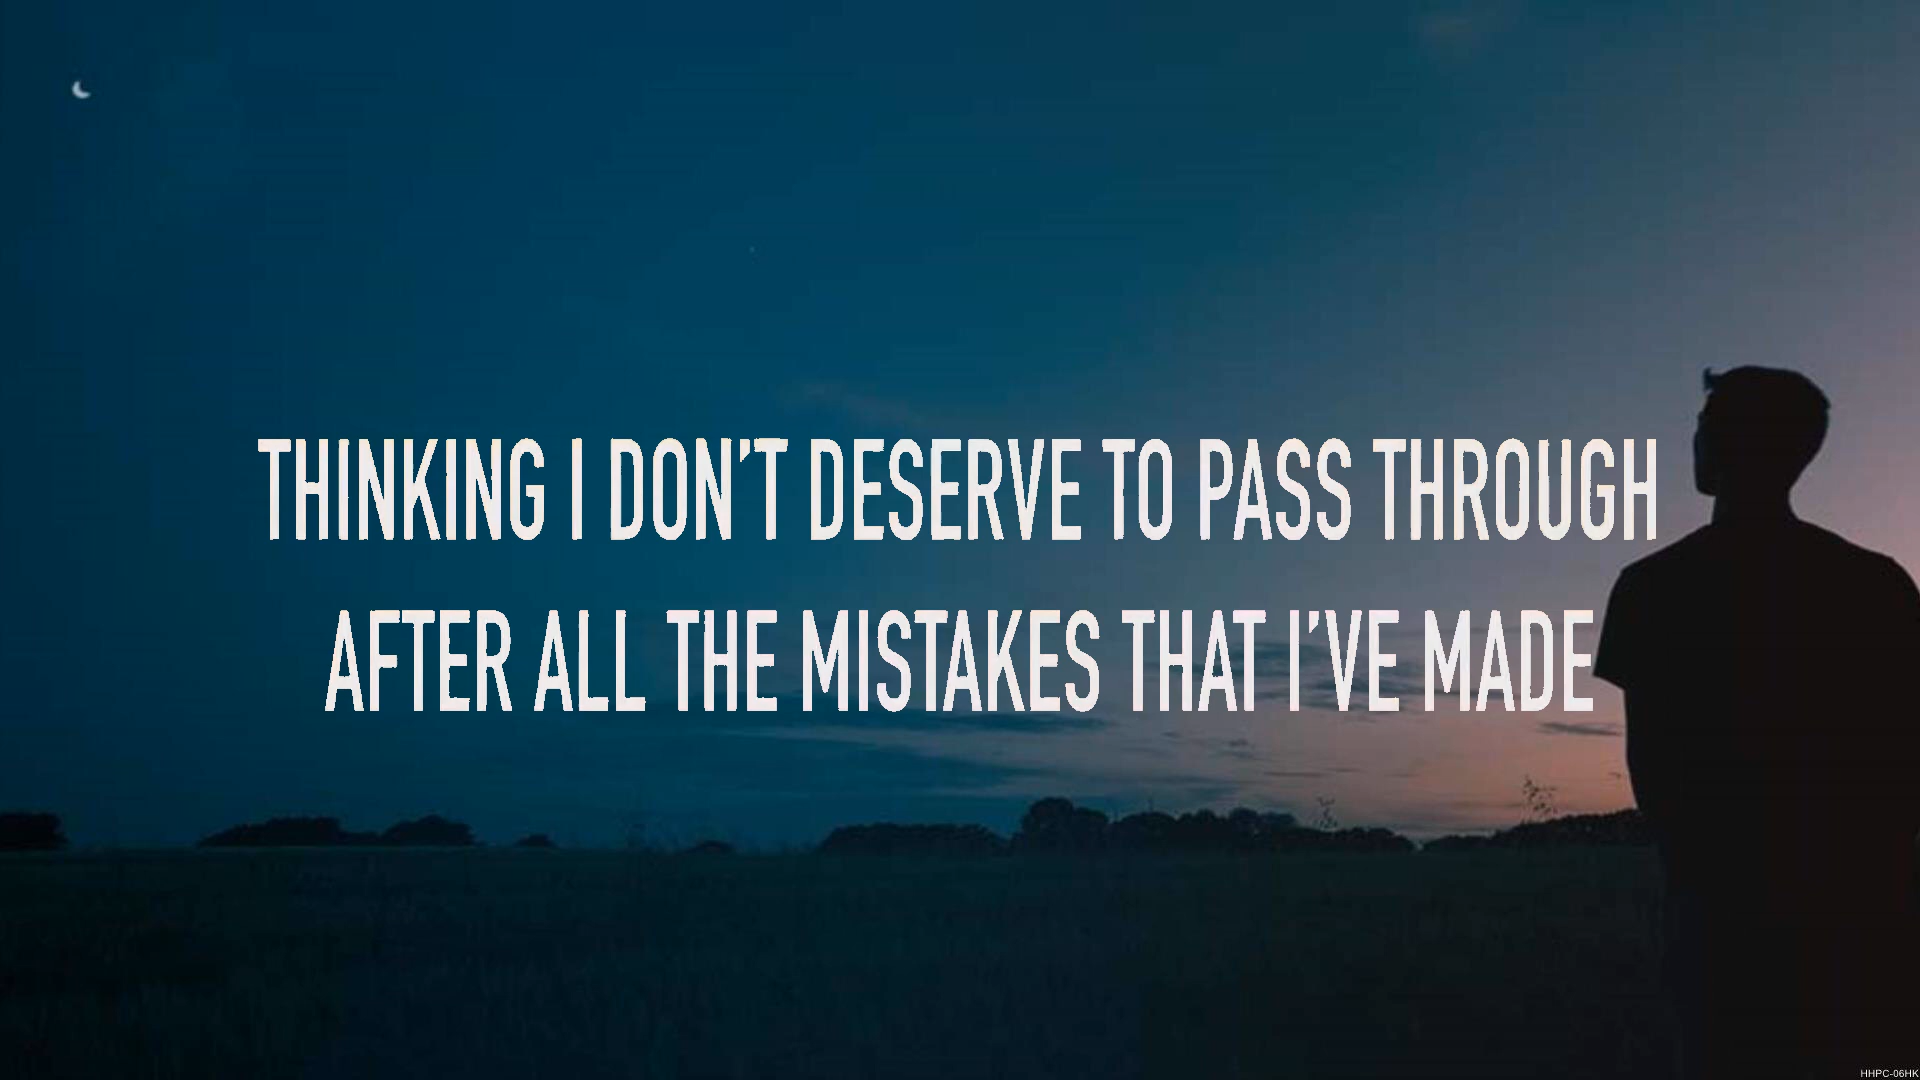 THINKING I DON'T DESERVE TO PASS THROUGH
AFTER ALL THE MISTAKES THAT I'VE MADE
HHPC-06HK